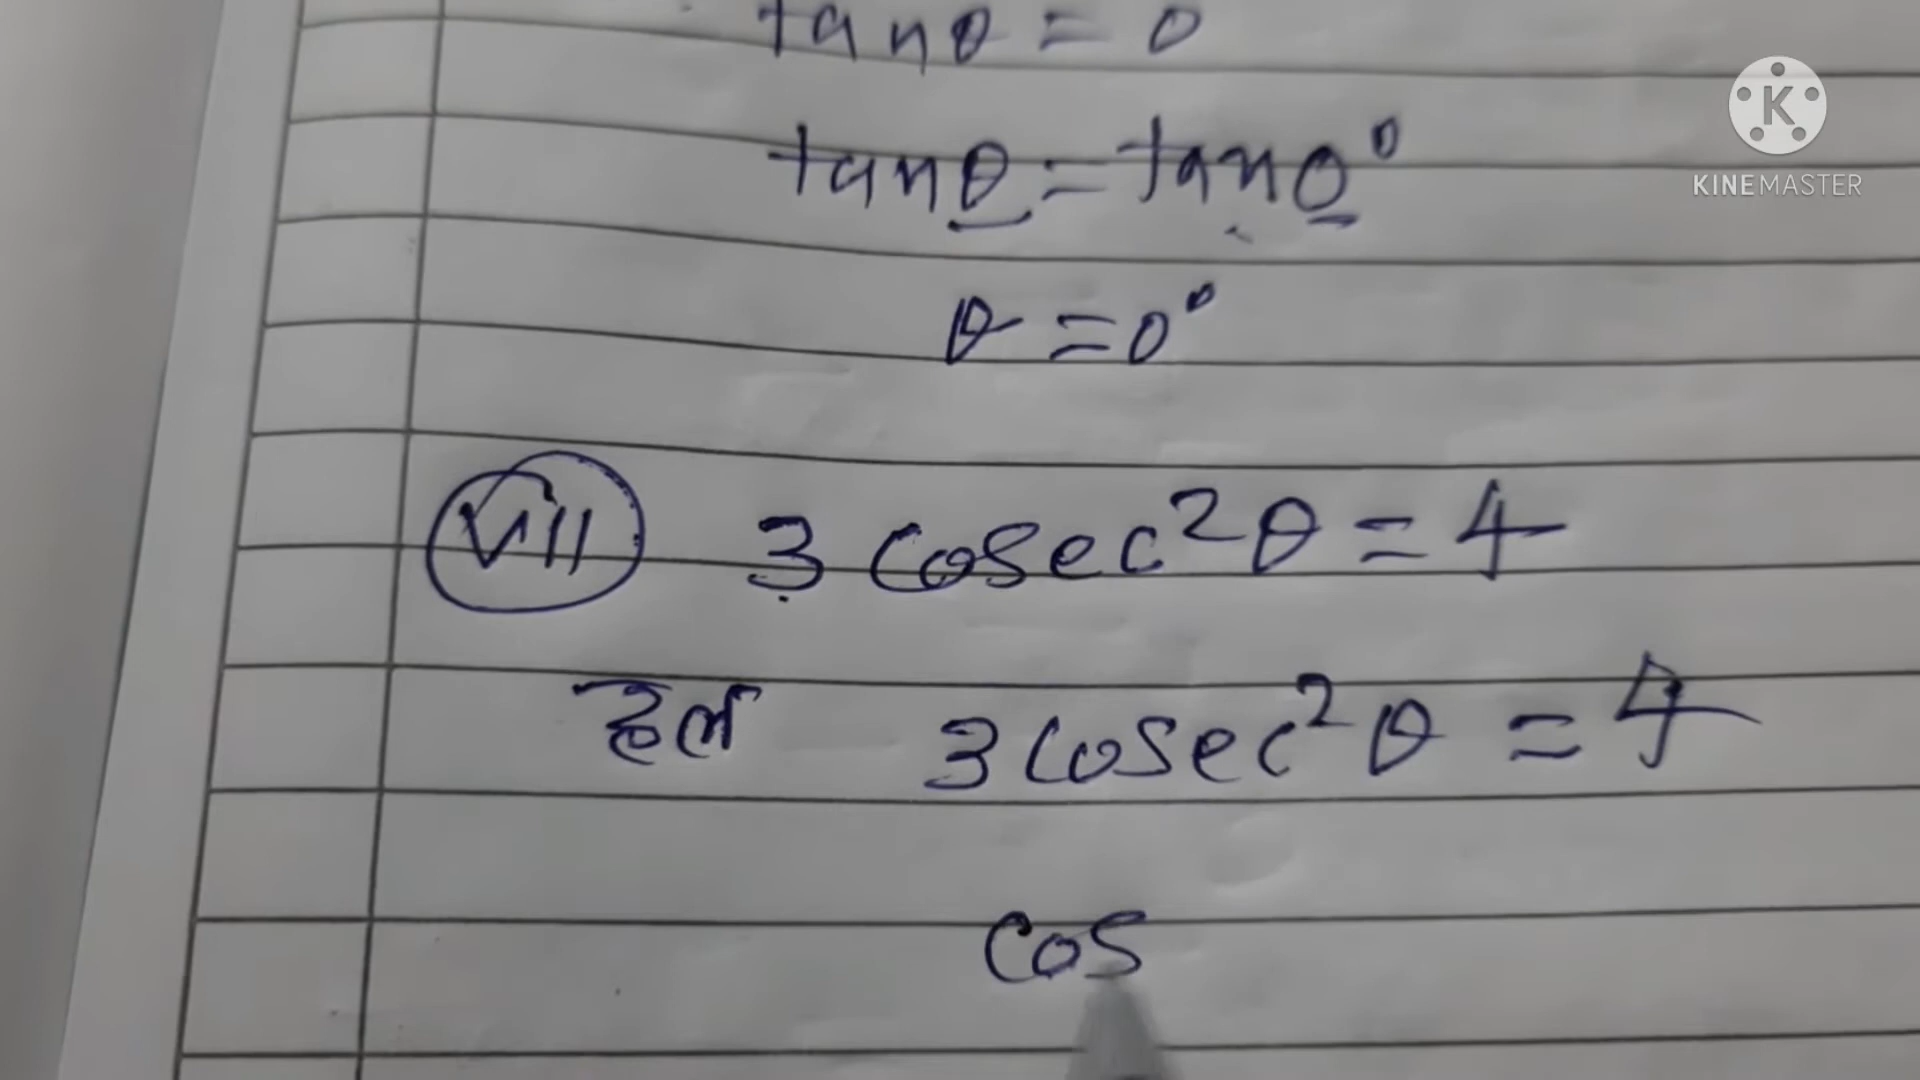 tanθ = 0
tanθ = tan0°
θ = 0°
VII 3 cosec²θ = 4
हल 3 cosec²θ = 4
cos
K
KINEMASTER